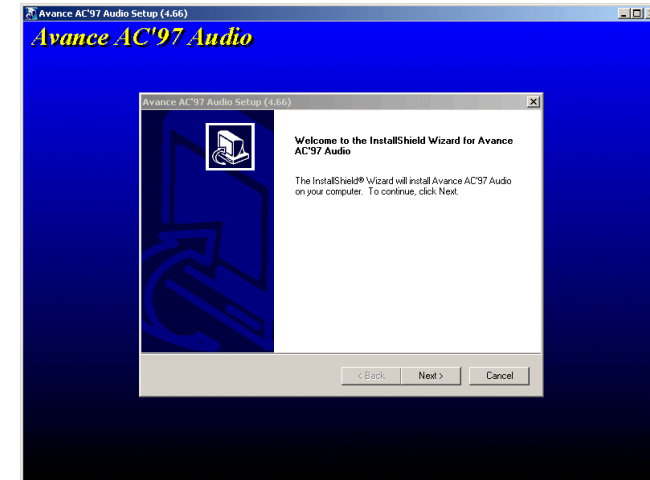 Avance AC'97 Audio Setup (4.66)
Avance AC'97 Audio
Avance AC'97 Audio Setup (4.66)
Welcome to the InstallShield Wizard for Avance
AC'97 Audio
The InstallShield® Wizard will install Avance AC'97 Audio
on your computer. To continue, click Next.
< Back Next > Cancel